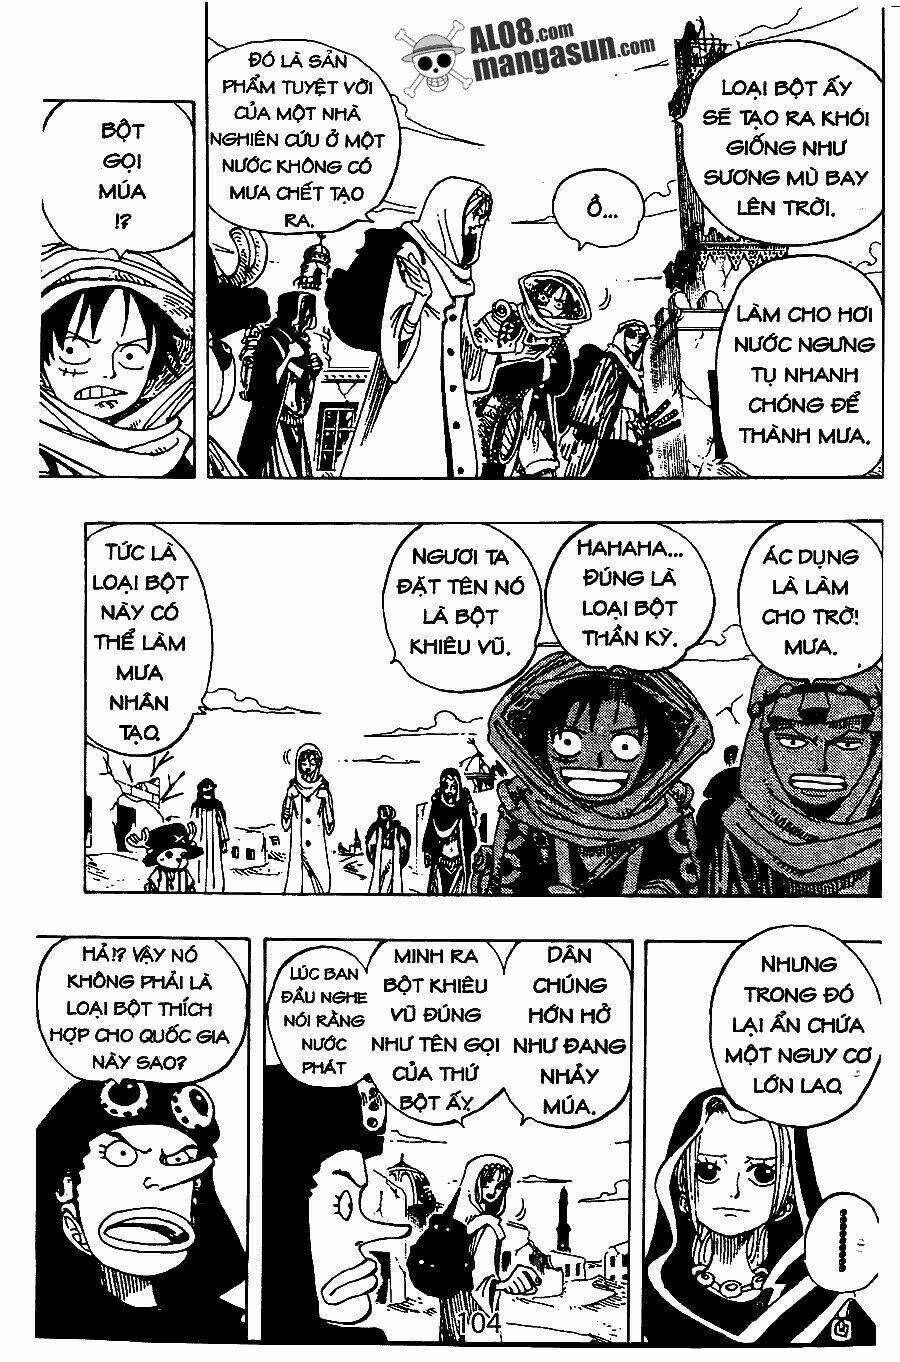 AL08.com
mangasun.com
LOẠI BỘT ẤY
SẼ TẠO RA KHÓI
GIỐNG NHƯ
SƯƠNG MÙ BAY
LÊN TRỜI.
LÀM CHO HƠI
NƯỚC NGƯNG
TỤ NHANH
CHÓNG ĐỂ
THÀNH MƯA.
Ồ...
ĐÓ LÀ SẢN
PHẨM TUYỆT VỜI
CỦA MỘT NHÀ
NGHIÊN CỨU Ở MỘT
NƯỚC KHÔNG CÓ
MƯA CHẾT TẠO
RA.
BỘT
GỌI
MÚA
!?
ÁC DỤNG
LÀ LÀM
CHO TRỜ!
MƯA.
HAHAHA...
ĐÚNG LÀ
LOẠI BỘT
THẦN KỲ.
NGƯƠI TA
ĐẶT TÊN NÓ
LÀ BỘT
KHIÊU VŨ.
TỨC LÀ
LOẠI BỘT
NÀY CÓ
THỂ LÀM
MƯA
NHÂN
TẠO.
NHƯNG
TRONG ĐÓ
LẠI ẨN CHỨA
MỘT NGUY CƠ
LỚN LAO.
..........
DÂN
CHÚNG
HỚN HỞ
NHƯ ĐANG
NHẢY
MÚA.
MINH RA
BỘT KHIÊU
VŨ ĐÚNG
NHƯ TÊN GỌI
CỦA THỨ
BỘT ẤY.
LÚC BAN
ĐẦU NGHE
NÓI RẰNG
NƯỚC
PHÁT
HẢ!? VẬY NÓ
KHÔNG PHẢI LÀ
LOẠI BỘT THÍCH
HỢP CHO QUỐC GIA
NÀY SAO?
104